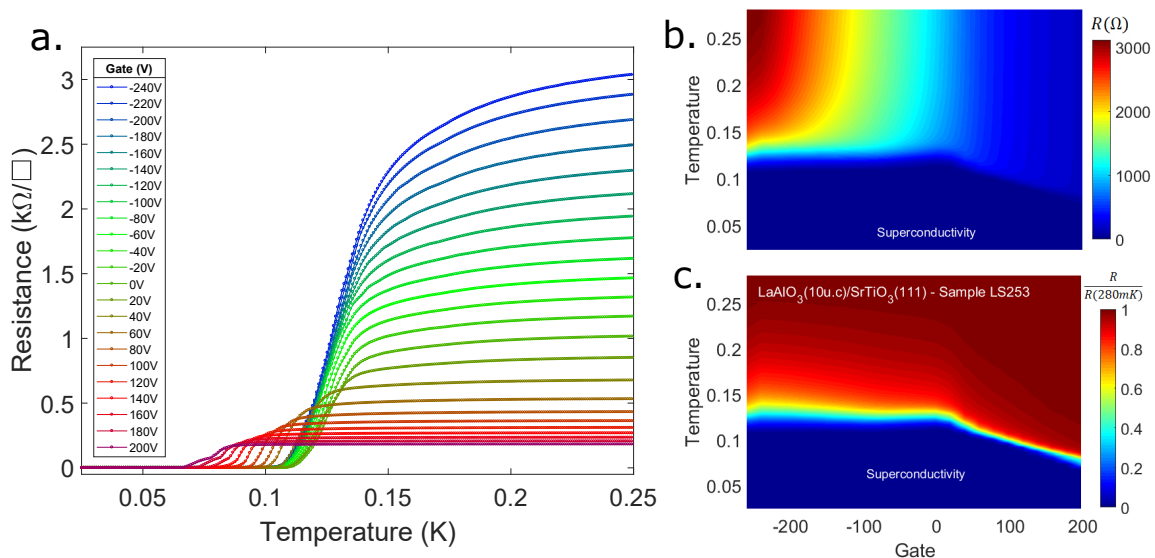 a.
Resistance (kΩ/□)
3
2.5
2
1.5
1
0.5
0
Gate (V)
-240V
-220V
-200V
-180V
-160V
-140V
-120V
-100V
-80V
-60V
-40V
-20V
0V
20V
40V
60V
80V
100V
120V
140V
160V
180V
200V
0.05 0.1 0.15 0.2 0.25
Temperature (K)
b.
Temperature
0.25
0.2
0.15
0.1
0.05
Superconductivity
R(Ω)
3000
2000
1000
0
c.
Temperature
0.25
0.2
0.15
0.1
0.05
LaAlO3(10u.c)/SrTiO3(111) - Sample LS253
Superconductivity
-200 -100 0 100 200
Gate
R
R(280mK)
1
0.8
0.6
0.4
0.2
0